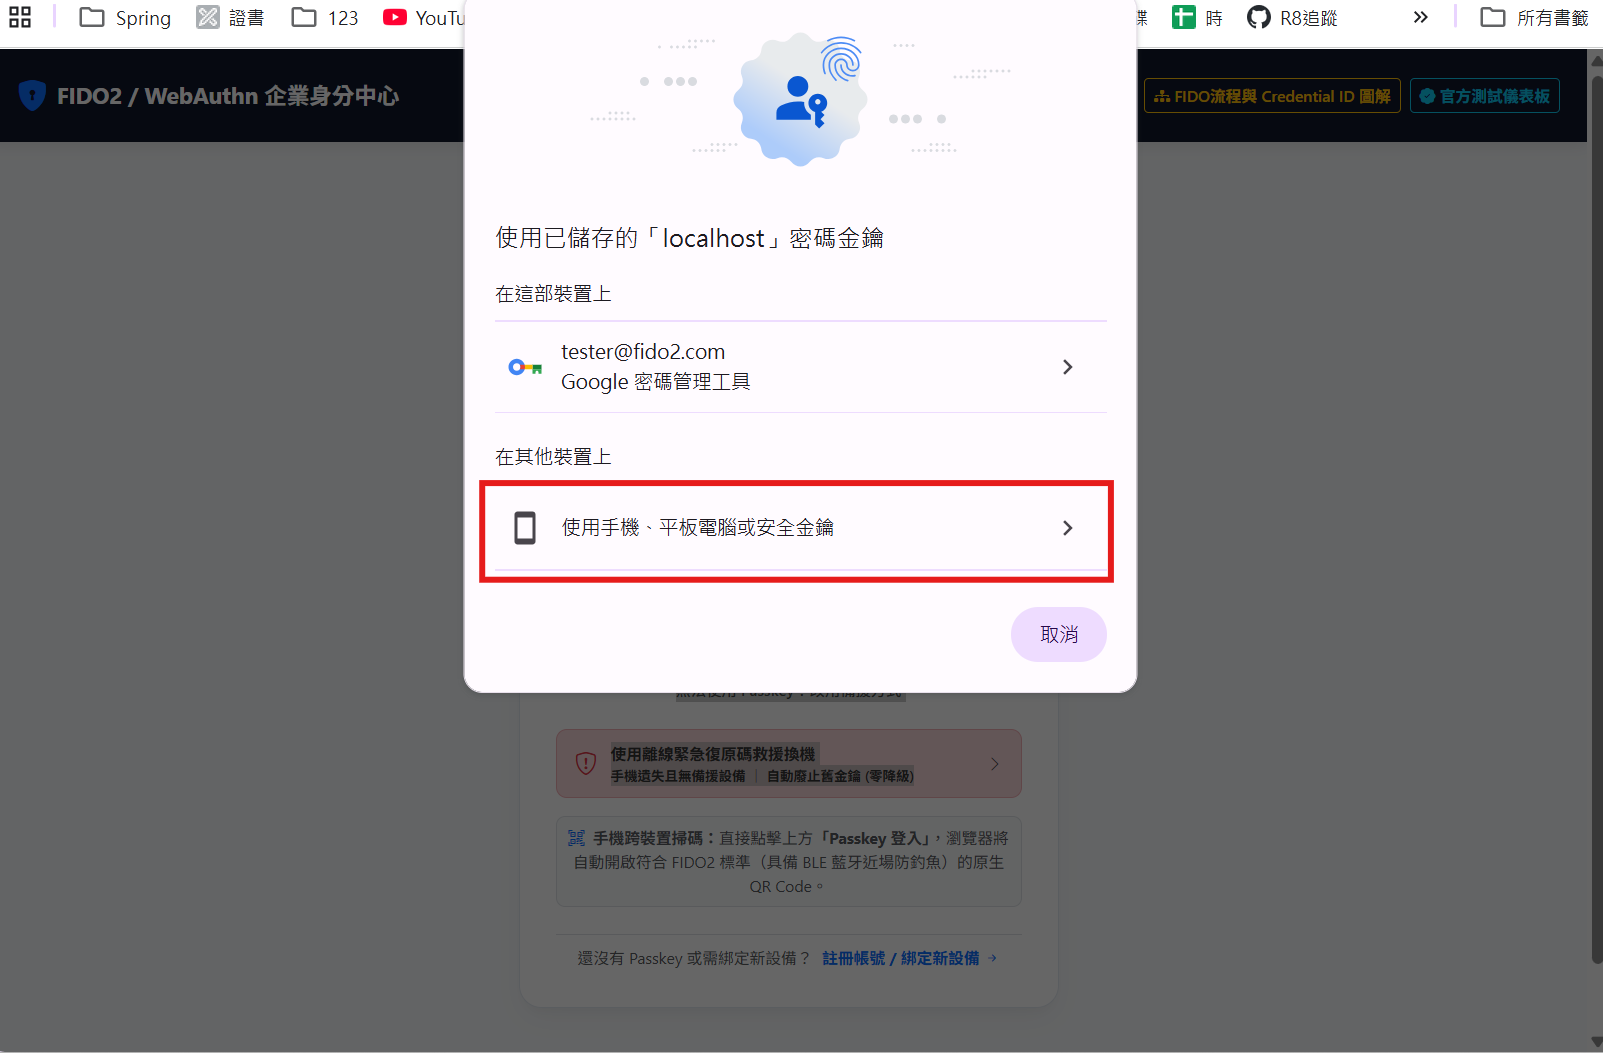 Spring
證書
123
YouTu
時
R8追蹤
所有書籤
FIDO2 / WebAuthn 企業身分中心
FIDO流程與 Credential ID 圖解
官方測試儀表板
使用已儲存的「localhost」密碼金鑰
在這部裝置上
tester@fido2.com
Google 密碼管理工具
在其他裝置上
使用手機、平板電腦或安全金鑰
取消
使用離線緊急復原碼救援換機
手機遺失且無備援設備 | 自動廢止舊金鑰 (零降級)
手機跨裝置掃碼：直接點擊上方「Passkey 登入」，瀏覽器將
自動開啟符合 FIDO2 標準（具備 BLE 藍牙近場防釣魚）的原生
QR Code。
還沒有 Passkey 或需綁定新設備？ 註冊帳號 / 綁定新設備 →